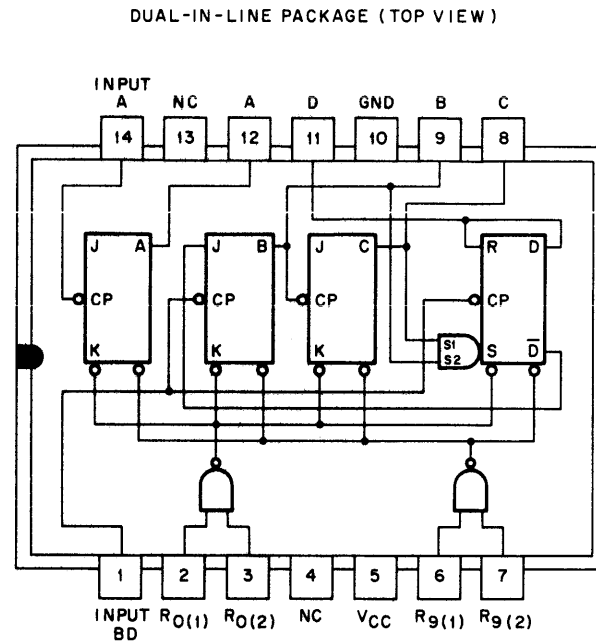 DUAL-IN-LINE PACKAGE (TOP VIEW)
INPUT
A NC A D GND B C
14 13 12 11 10 9 8
J A J B J C R D
CP CP CP CP
S1
S2
K K K S D̅
1 2 3 4 5 6 7
INPUT
BD R0(1) R0(2) NC VCC R9(1) R9(2)